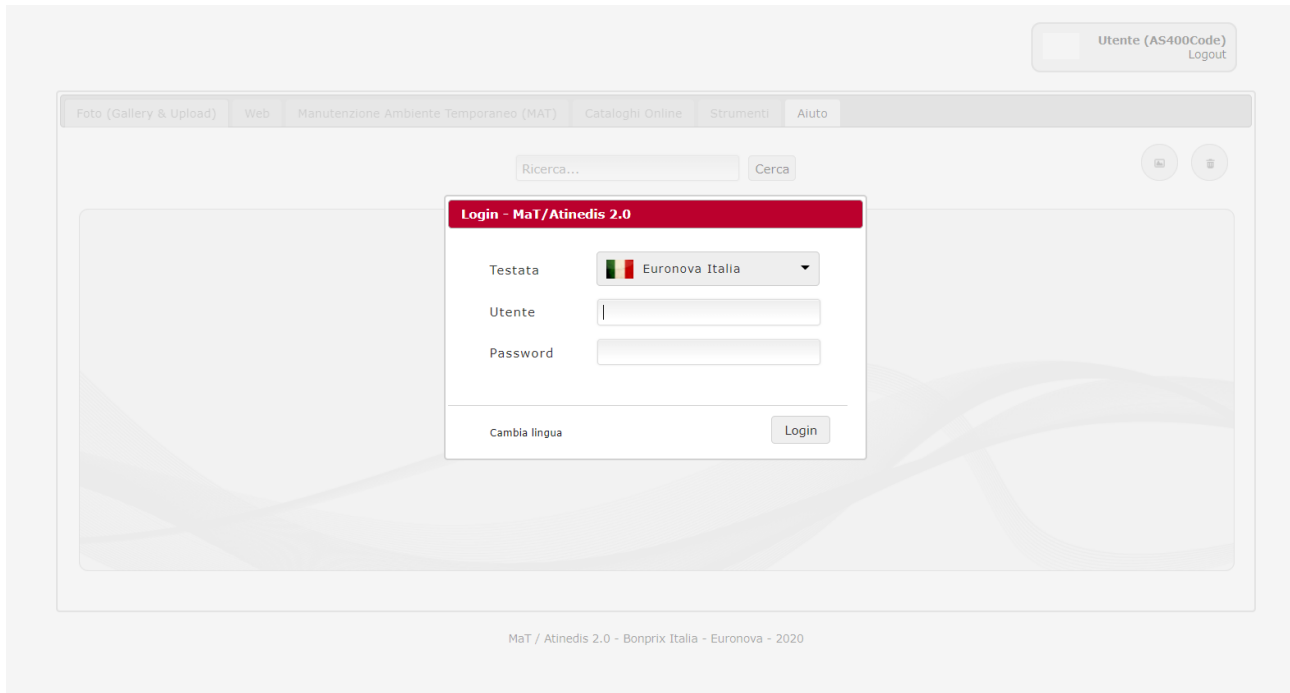 Utente (AS400Code)
Logout
Foto (Gallery & Upload) Web Manutenzione Ambiente Temporaneo (MAT) Cataloghi Online Strumenti Aiuto
Ricerca... Cerca
Login - MaT/Atinedis 2.0
Testata Euronova Italia
Utente
Password
Cambia lingua Login
MaT / Atinedis 2.0 - Bonprix Italia - Euronova - 2020